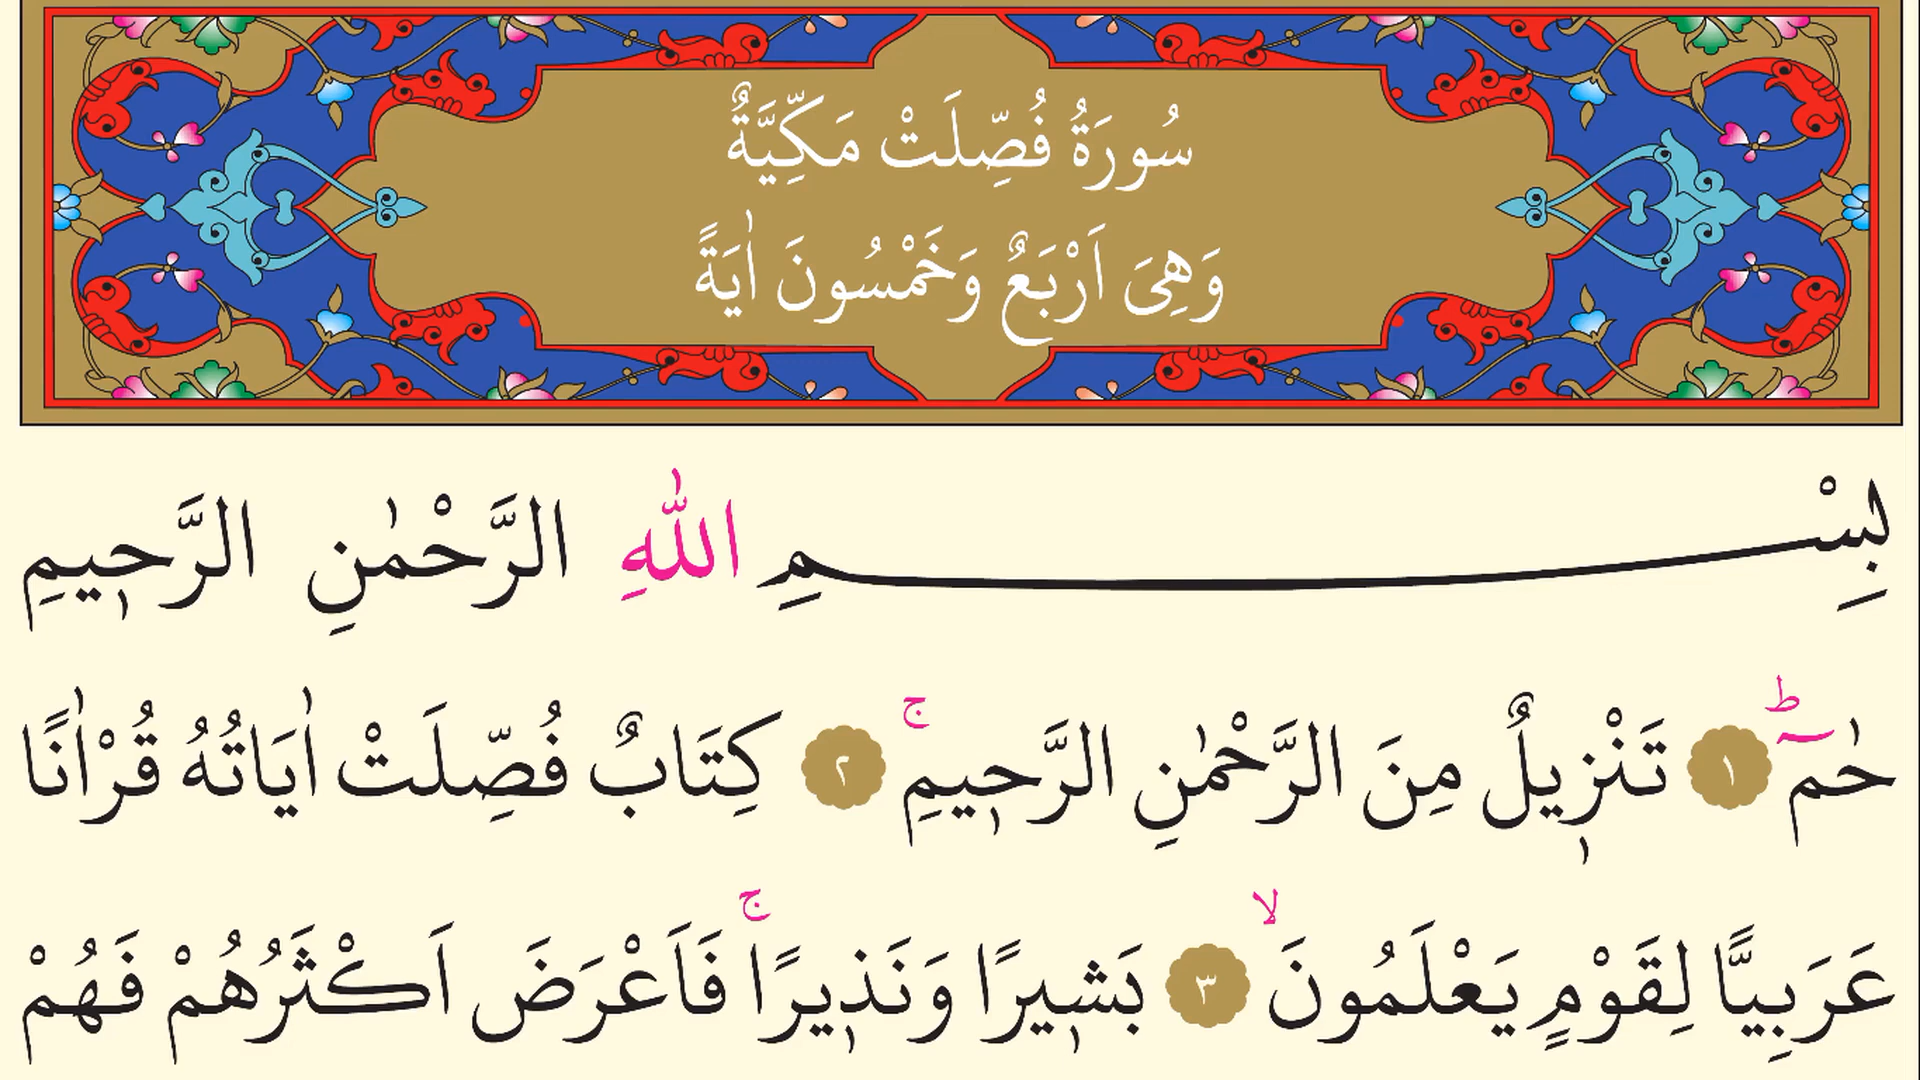 سُورَةُ فُصِّلَتْ مَكِّيَّةٌ
وَهِىَ اَرْبَعٌ وَخَمْسُونَ اٰيَةً
بِسْمِ اللّٰهِ الرَّحْمٰنِ الرَّحٖيمِ
حٰمٓ ؕ ١ تَنْزٖيلٌ مِنَ الرَّحْمٰنِ الرَّحٖيمِ ۚ ٢ كِتَابٌ فُصِّلَتْ اٰيَاتُهُ قُرْاٰنًا
عَرَبِيًّا لِقَوْمٍ يَعْلَمُونَ ۙ ٣ بَشٖيرًا وَنَذٖيرًا ۚ فَاَعْرَضَ اَكْثَرُهُمْ فَهُمْ